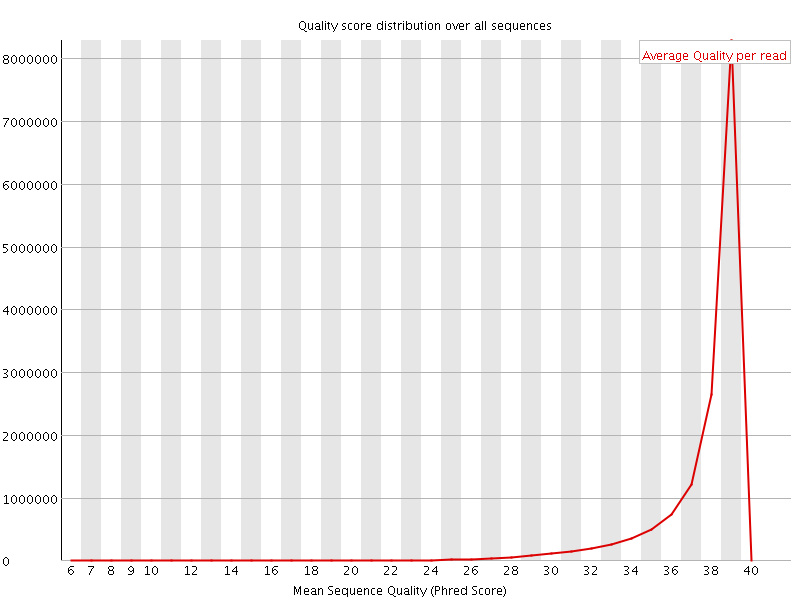 Quality score distribution over all sequences
Average Quality per read
8000000
7000000
6000000
5000000
4000000
3000000
2000000
1000000
0
6 7 8 9 10 12 14 16 18 20 22 24 26 28 30 32 34 36 38 40
Mean Sequence Quality (Phred Score)